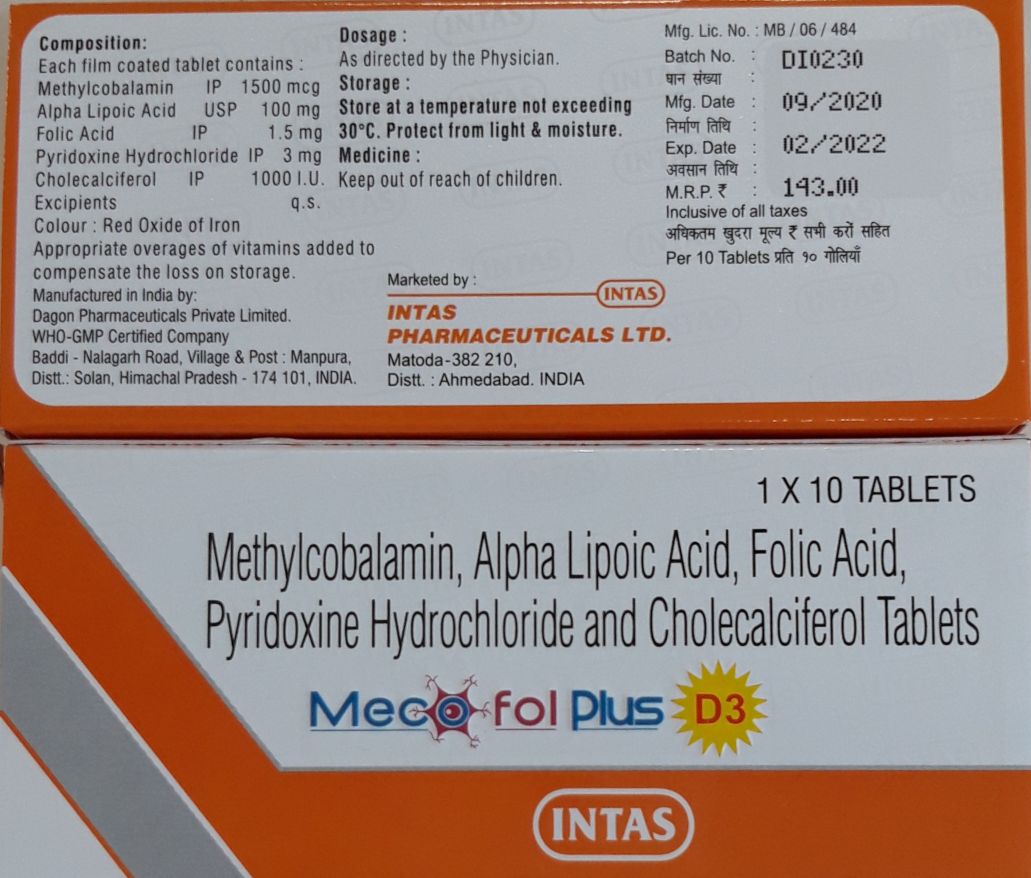 Composition:
Each film coated tablet contains :
Methylcobalamin IP 1500 mcg
Alpha Lipoic Acid USP 100 mg
Folic Acid IP 1.5 mg
Pyridoxine Hydrochloride IP 3 mg
Cholecalciferol IP 1000 I.U.
Excipients q.s.
Colour : Red Oxide of Iron
Appropriate overages of vitamins added to
compensate the loss on storage.
Manufactured in India by:
Dagon Pharmaceuticals Private Limited.
WHO-GMP Certified Company
Baddi - Nalagarh Road, Village & Post : Manpura,
Distt.: Solan, Himachal Pradesh - 174 101, INDIA.
Dosage :
As directed by the Physician.
Storage :
Store at a temperature not exceeding
30°C. Protect from light & moisture.
Medicine :
Keep out of reach of children.
Marketed by :
INTAS
INTAS
PHARMACEUTICALS LTD.
Matoda-382 210,
Distt. : Ahmedabad. INDIA
Mfg. Lic. No. : MB / 06 / 484
Batch No. : DI0230
घान संख्या :
Mfg. Date : 09/2020
निर्माण तिथि :
Exp. Date : 02/2022
अवसान तिथि :
M.R.P. ₹ : 143.00
Inclusive of all taxes
अधिकतम खुदरा मूल्य ₹ सभी करों सहित
Per 10 Tablets प्रति १० गोलियाँ
1 X 10 TABLETS
Methylcobalamin, Alpha Lipoic Acid, Folic Acid,
Pyridoxine Hydrochloride and Cholecalciferol Tablets
Mecofol Plus D3
INTAS